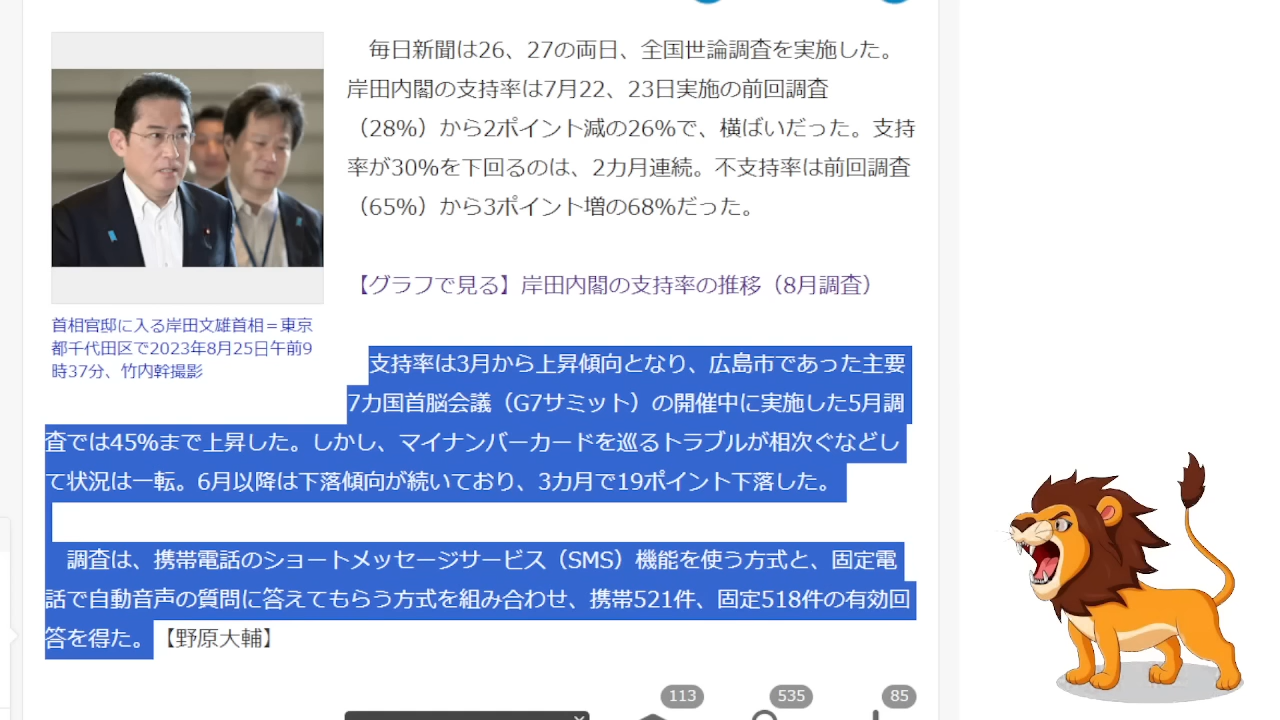 毎日新聞は26、27の両日、全国世論調査を実施した。
岸田内閣の支持率は7月22、23日実施の前回調査
（28%）から2ポイント減の26%で、横ばいだった。支持
率が30%を下回るのは、2カ月連続。不支持率は前回調査
（65%）から3ポイント増の68%だった。
【グラフで見る】岸田内閣の支持率の推移（8月調査）
首相官邸に入る岸田文雄首相＝東京
都千代田区で2023年8月25日午前9
時37分、竹内幹撮影
支持率は3月から上昇傾向となり、広島市であった主要
7カ国首脳会議（G7サミット）の開催中に実施した5月調
査では45%まで上昇した。しかし、マイナンバーカードを巡るトラブルが相次ぐなどし
て状況は一転。6月以降は下落傾向が続いており、3カ月で19ポイント下落した。
調査は、携帯電話のショートメッセージサービス（SMS）機能を使う方式と、固定電
話で自動音声の質問に答えてもらう方式を組み合わせ、携帯521件、固定518件の有効回
答を得た。【野原大輔】
113
535
85